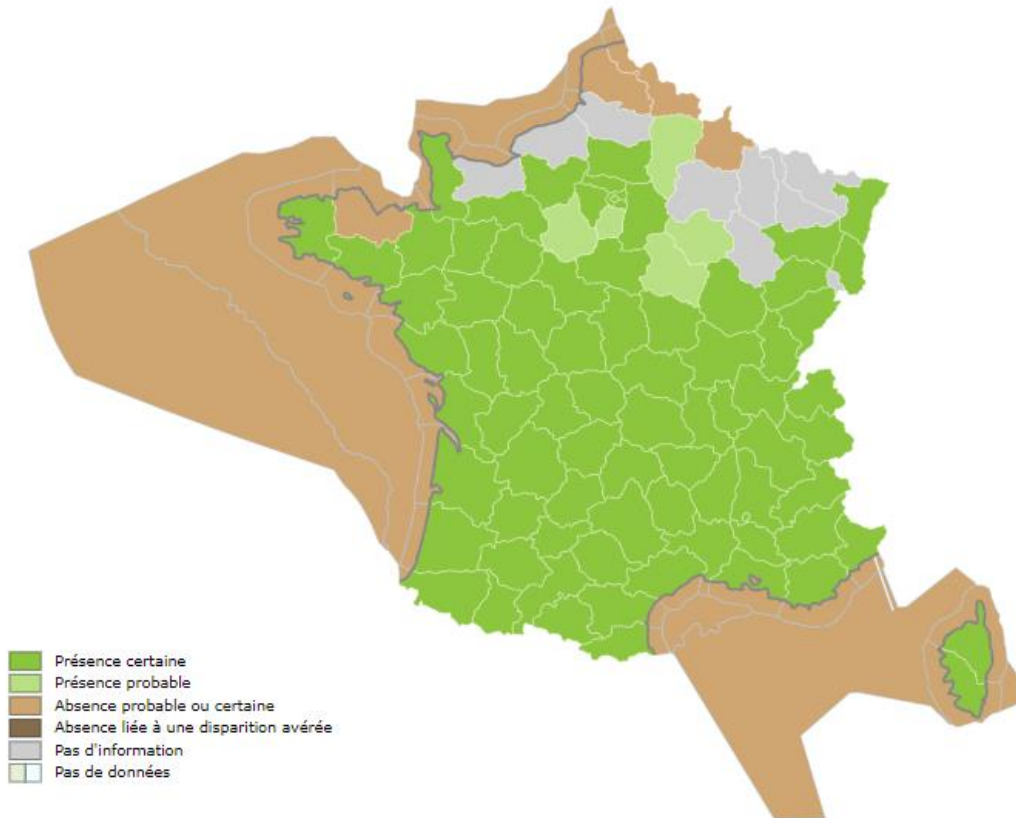 Présence certaine
Présence probable
Absence probable ou certaine
Absence liée à une disparition avérée
Pas d'information
Pas de données